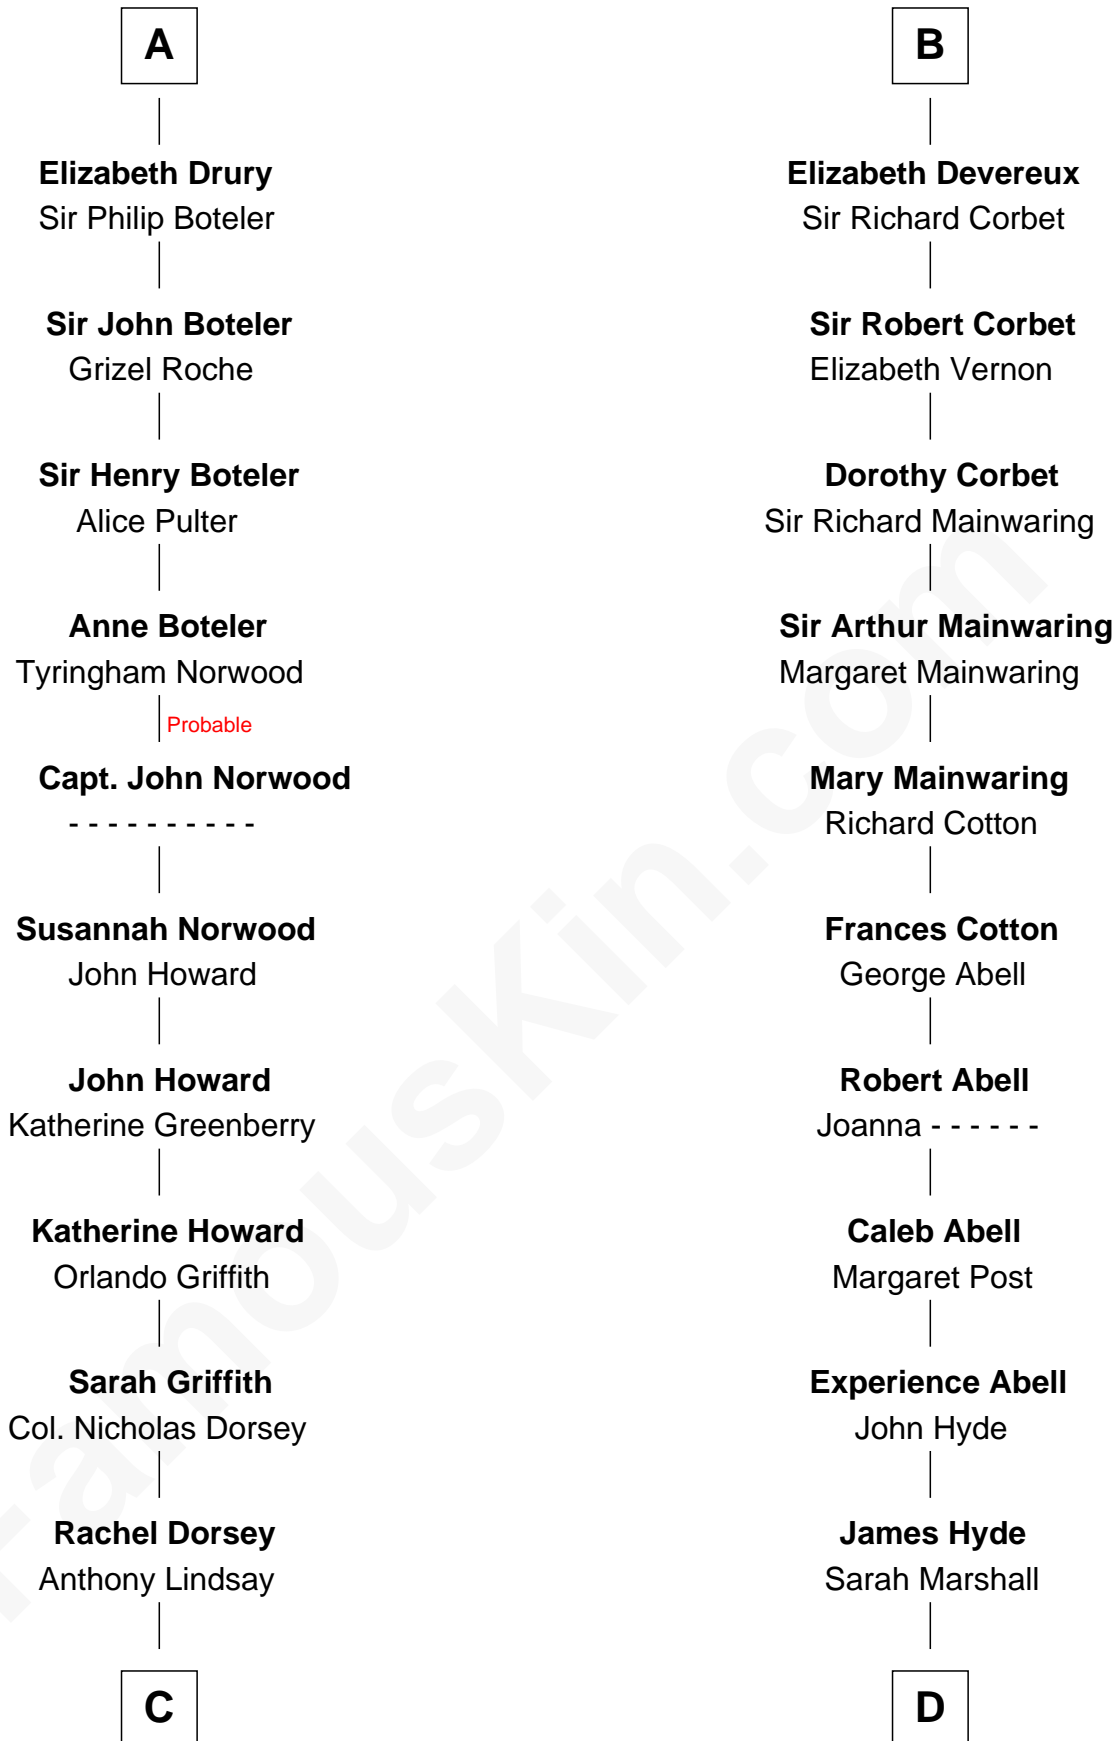 A
Elizabeth Drury
Sir Philip Boteler
Sir John Boteler
Grizel Roche
Sir Henry Boteler
Alice Pulter
Anne Boteler
Tyringham Norwood
Probable
Capt. John Norwood
- - - - - - - - - -
Susannah Norwood
John Howard
John Howard
Katherine Greenberry
Katherine Howard
Orlando Griffith
Sarah Griffith
Col. Nicholas Dorsey
Rachel Dorsey
Anthony Lindsay
C
B
Elizabeth Devereux
Sir Richard Corbet
Sir Robert Corbet
Elizabeth Vernon
Dorothy Corbet
Sir Richard Mainwaring
Sir Arthur Mainwaring
Margaret Mainwaring
Mary Mainwaring
Richard Cotton
Frances Cotton
George Abell
Robert Abell
Joanna - - - - - -
Caleb Abell
Margaret Post
Experience Abell
John Hyde
James Hyde
Sarah Marshall
D
FamousKin.com